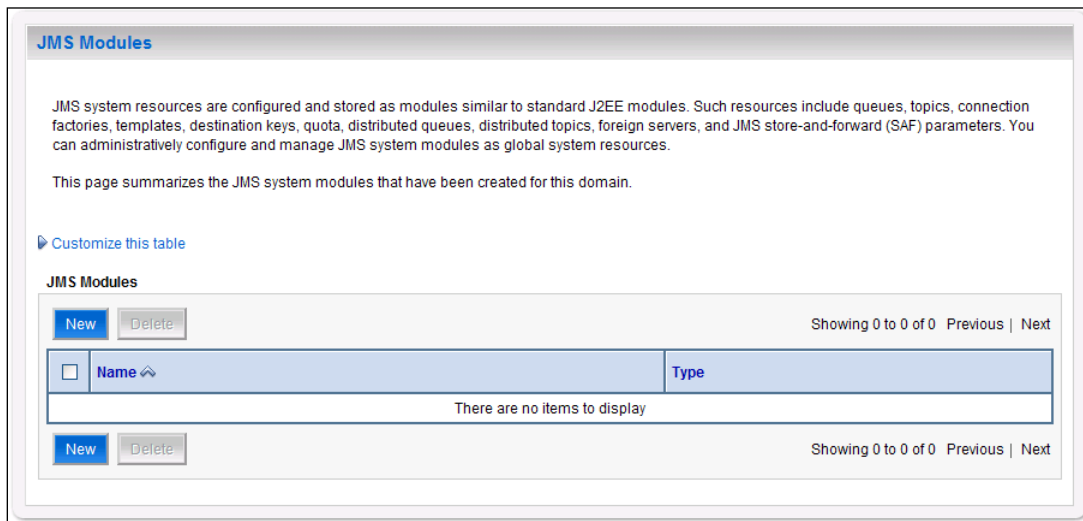 JMS Modules
JMS system resources are configured and stored as modules similar to standard J2EE modules. Such resources include queues, topics, connection
factories, templates, destination keys, quota, distributed queues, distributed topics, foreign servers, and JMS store-and-forward (SAF) parameters. You
can administratively configure and manage JMS system modules as global system resources.
This page summarizes the JMS system modules that have been created for this domain.
Customize this table
JMS Modules
New Delete Showing 0 to 0 of 0 Previous | Next
Name Type
There are no items to display
New Delete Showing 0 to 0 of 0 Previous | Next